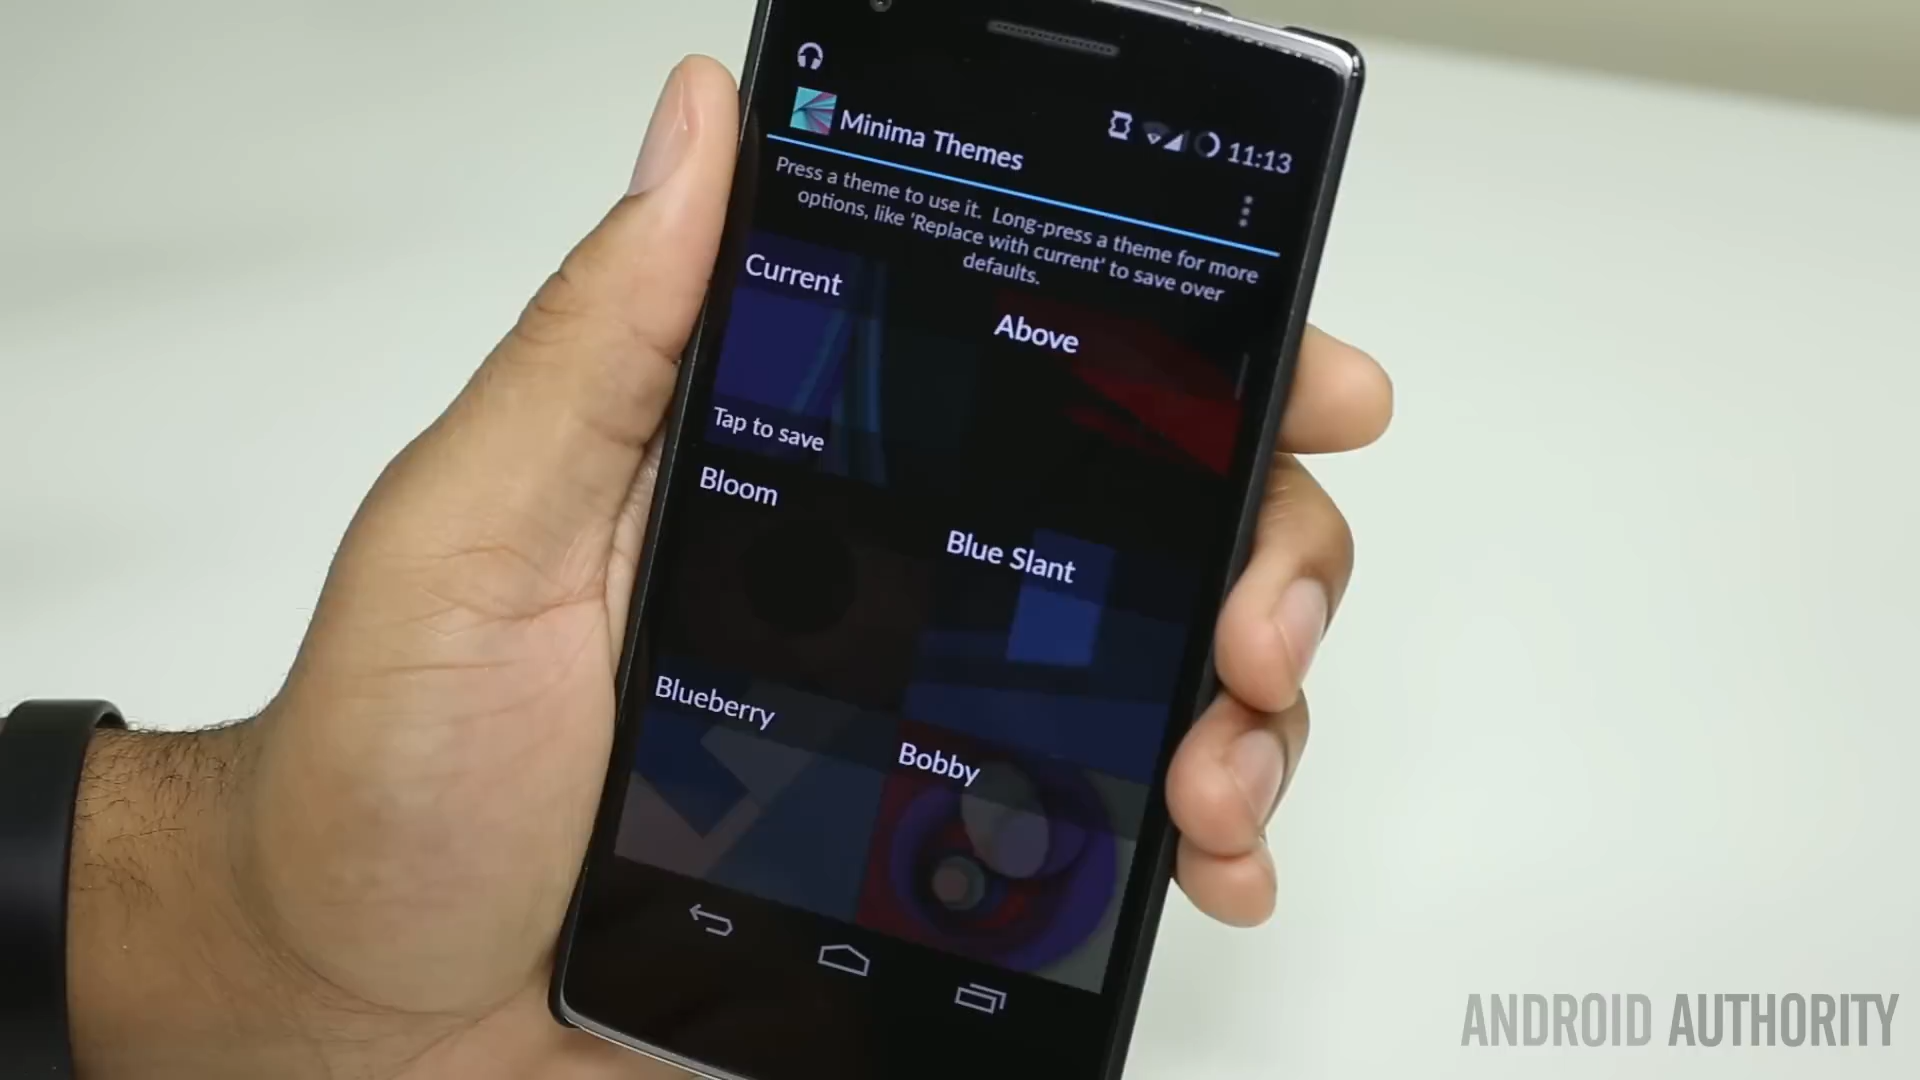 11:13
Minima Themes
Press a theme to use it. Long-press a theme for more
options, like 'Replace with current' to save over
defaults.
Current
Tap to save
Above
Bloom
Blue Slant
Blueberry
Bobby
ANDROID AUTHORITY